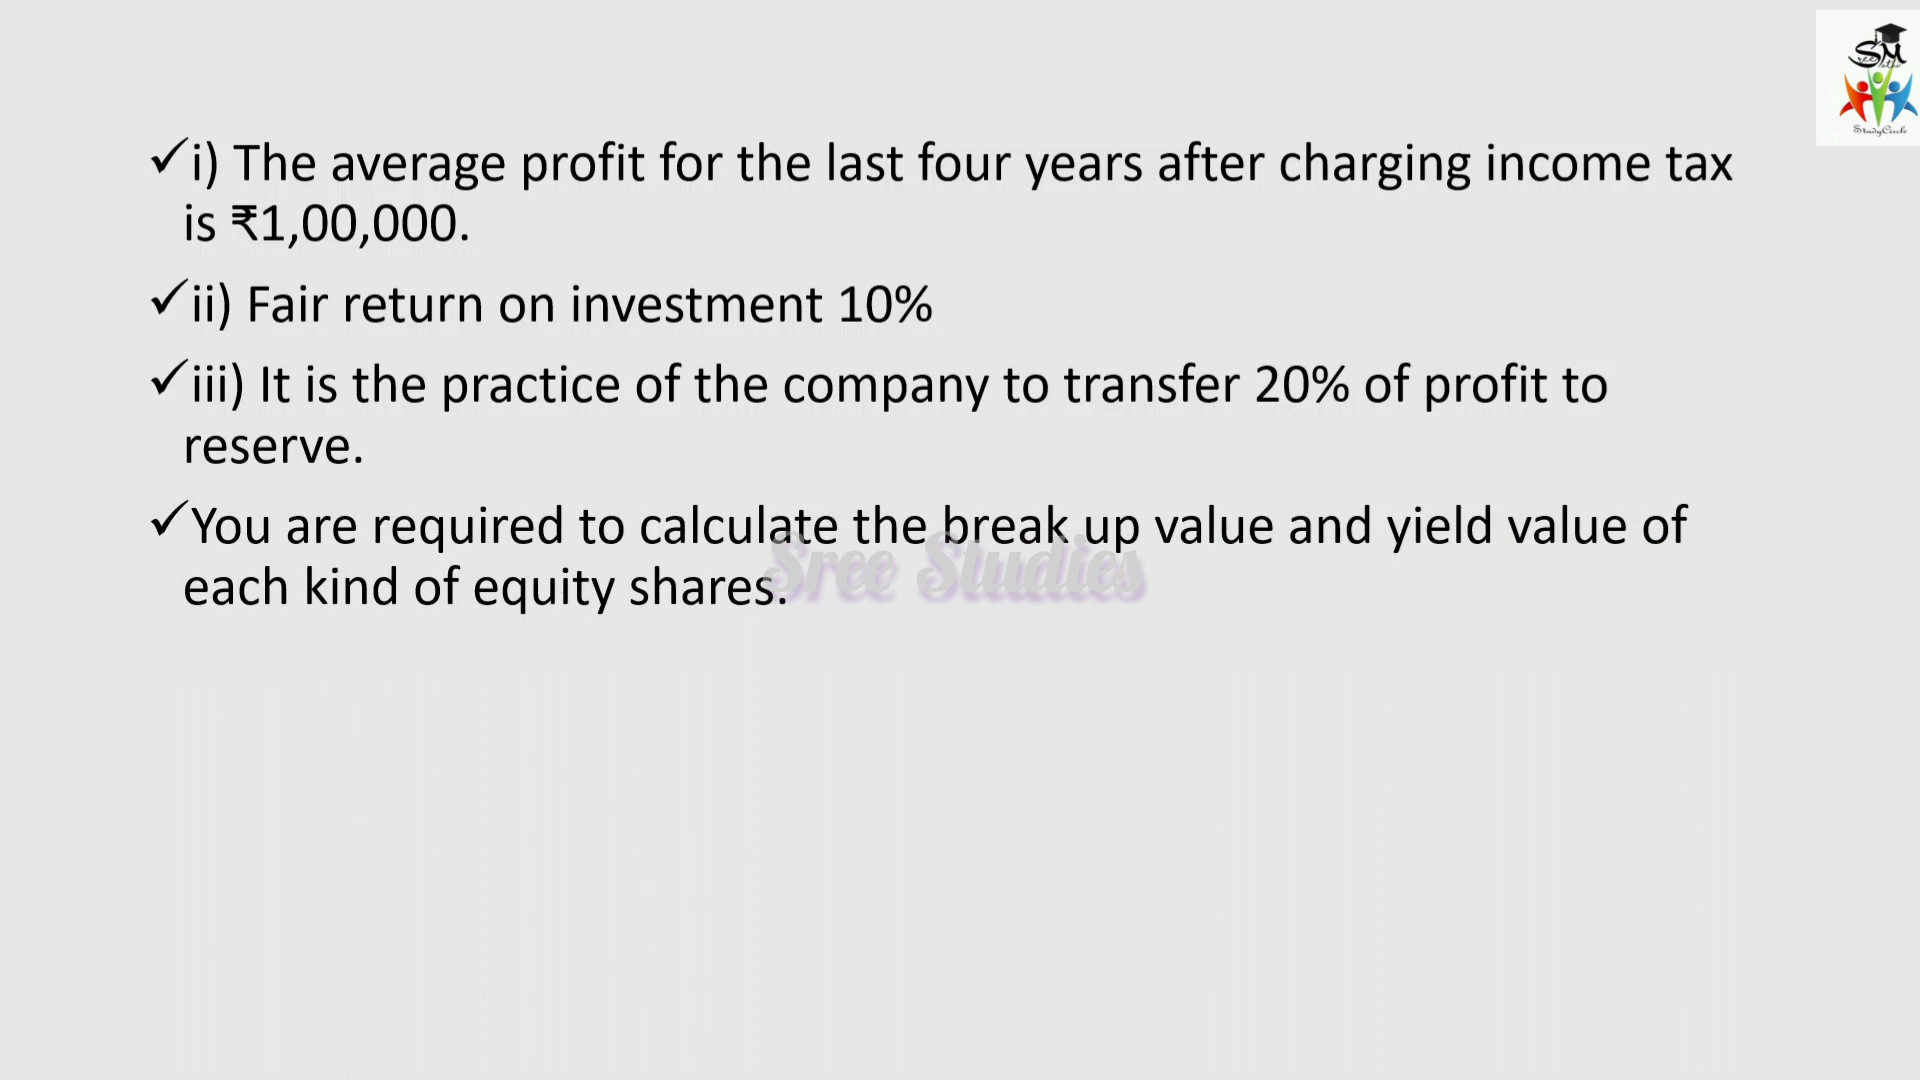 SM
✓i) The average profit for the last four years after charging income tax
is ₹1,00,000.
✓ii) Fair return on investment 10%
✓iii) It is the practice of the company to transfer 20% of profit to
reserve.
✓You are required to calculate the break up value and yield value of
each kind of equity shares.
Sree Studies
StudyCircle